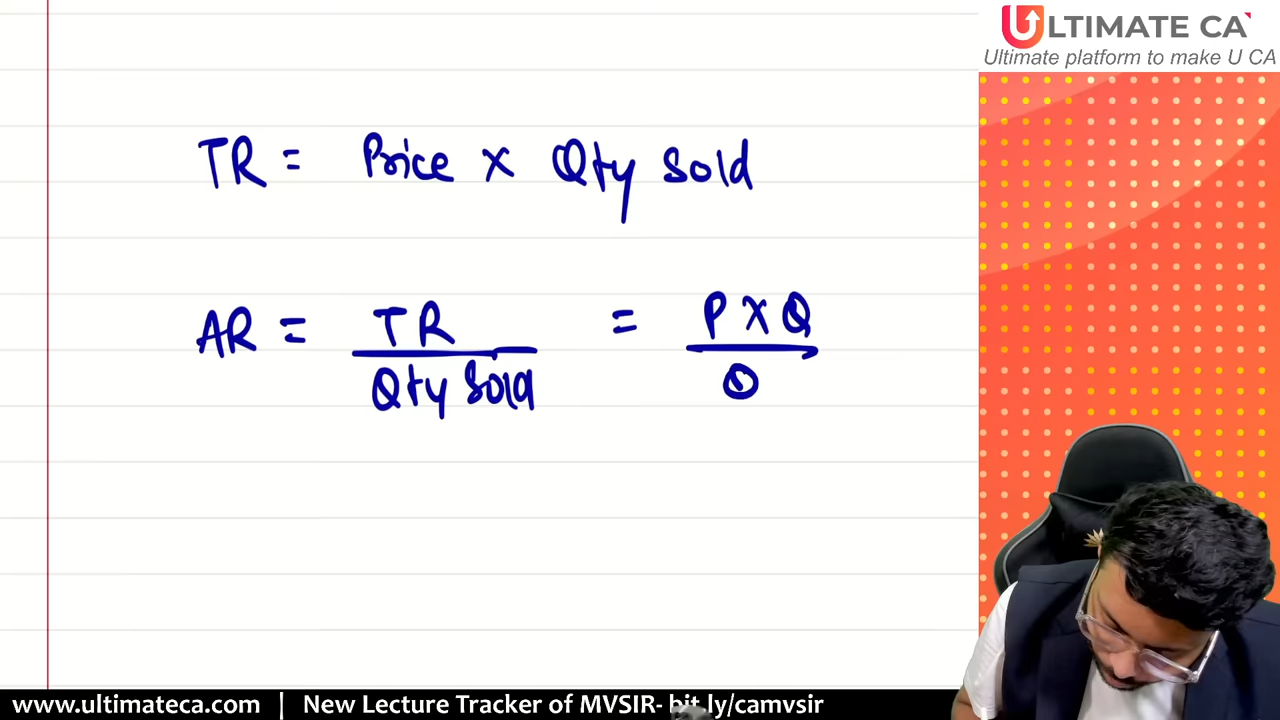 ULTIMATE CA
Ultimate platform to make U CA
TR = Price × Qty Sold
AR = TR / Qty Sold = P × Q / Q
www.ultimateca.com | New Lecture Tracker of MVSIR- bit.ly/camvsir